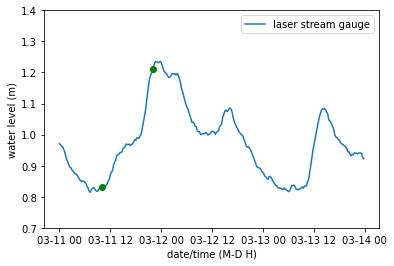 1.4
laser stream gauge
1.3
1.2
1.1
1.0
0.9
0.8
0.7
water level (m)
03-11 00 03-11 12 03-12 00 03-12 12 03-13 00 03-13 12 03-14 00
date/time (M-D H)